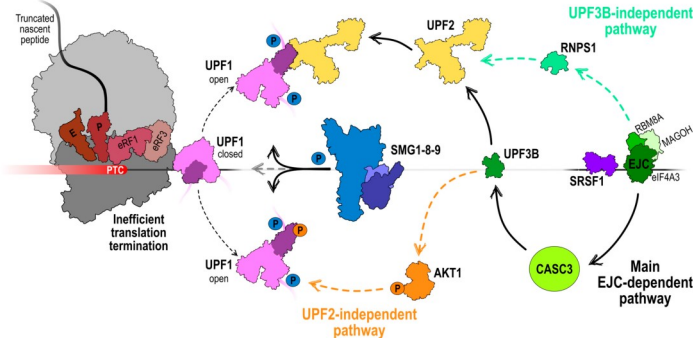 Truncated
nascent
peptide
E
P
eRF1
eRF3
PTC
Inefficient
translation
termination
UPF1
closed
P
UPF1
open
P
UPF2
UPF3B-independent
pathway
RNPS1
RBM8A
MAGOH
EJC
eIF4A3
SRSF1
UPF3B
P
SMG1-8-9
P
P
UPF1
open
P
P
AKT1
UPF2-independent
pathway
CASC3
Main
EJC-dependent
pathway